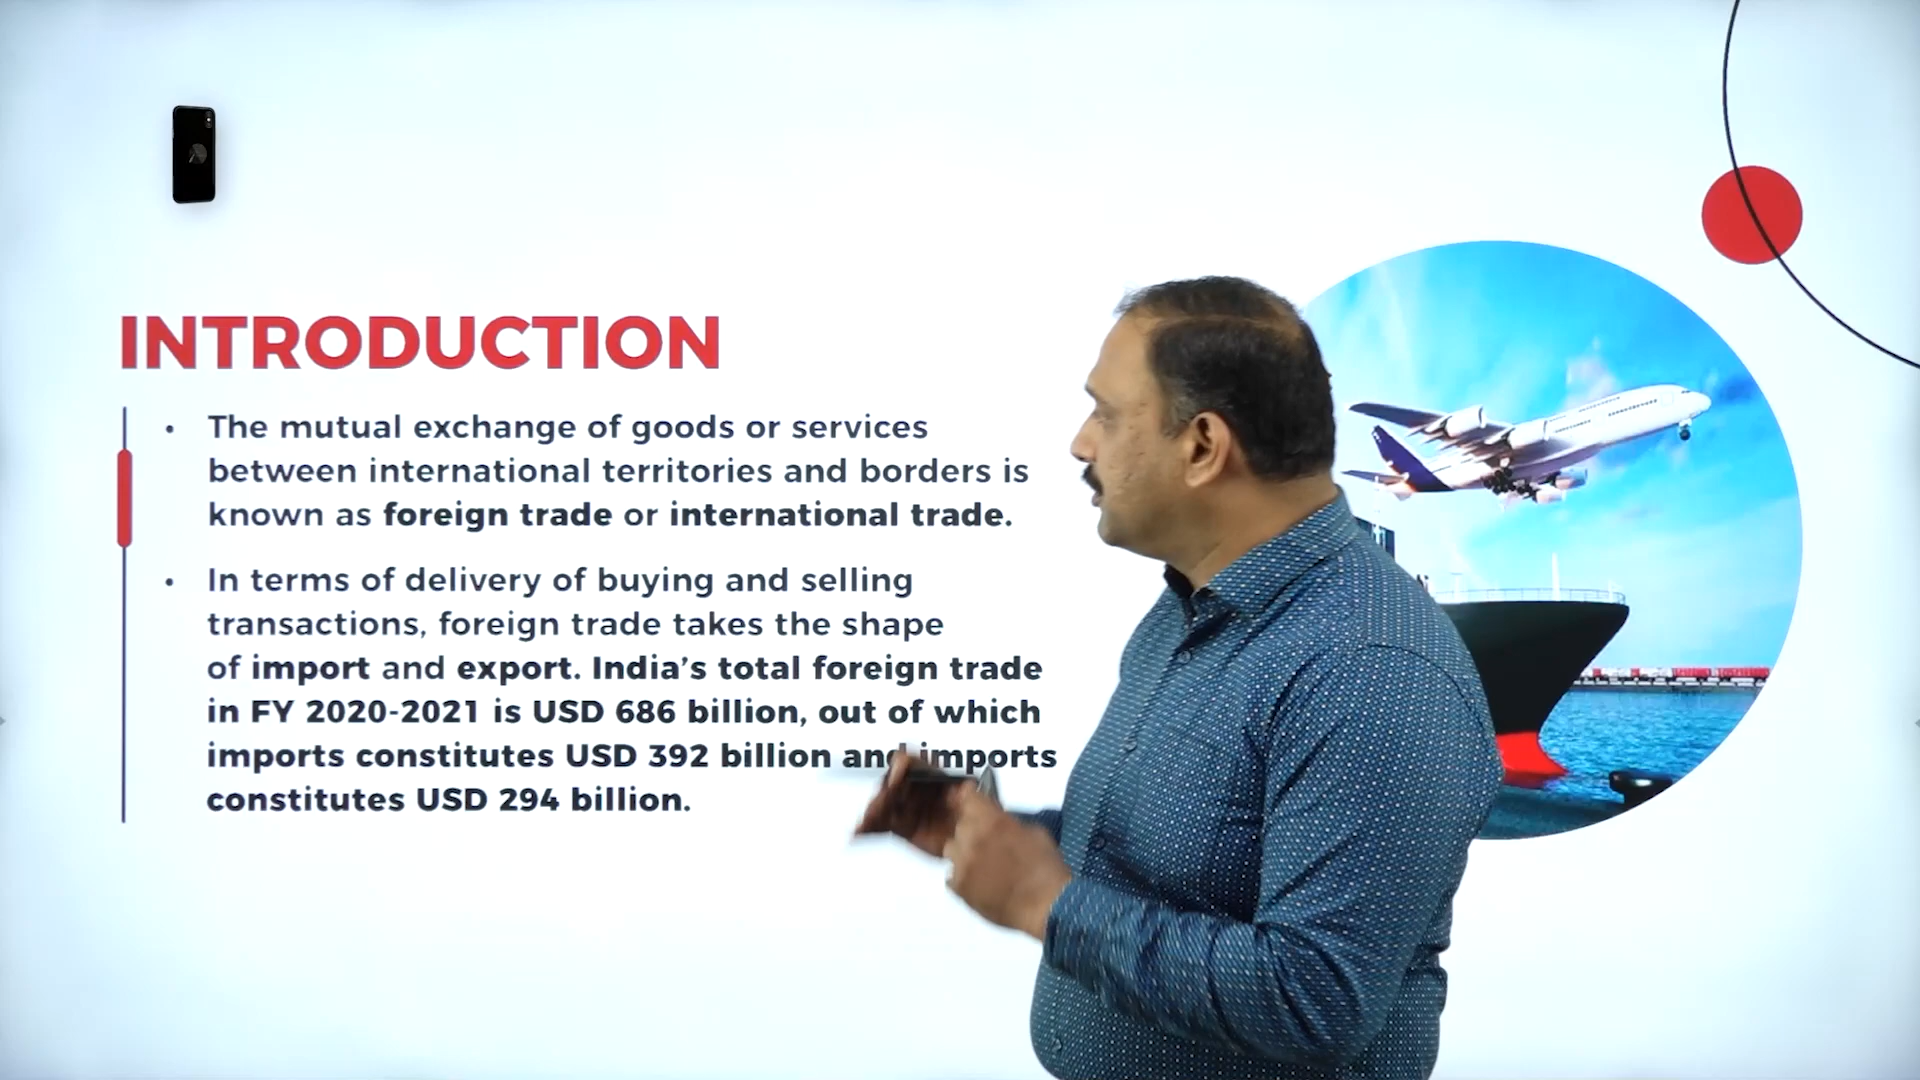 INTRODUCTION
• The mutual exchange of goods or services
between international territories and borders is
known as foreign trade or international trade.
• In terms of delivery of buying and selling
transactions, foreign trade takes the shape
of import and export. India’s total foreign trade
in FY 2020-2021 is USD 686 billion, out of which
imports constitutes USD 392 billion and imports
constitutes USD 294 billion.